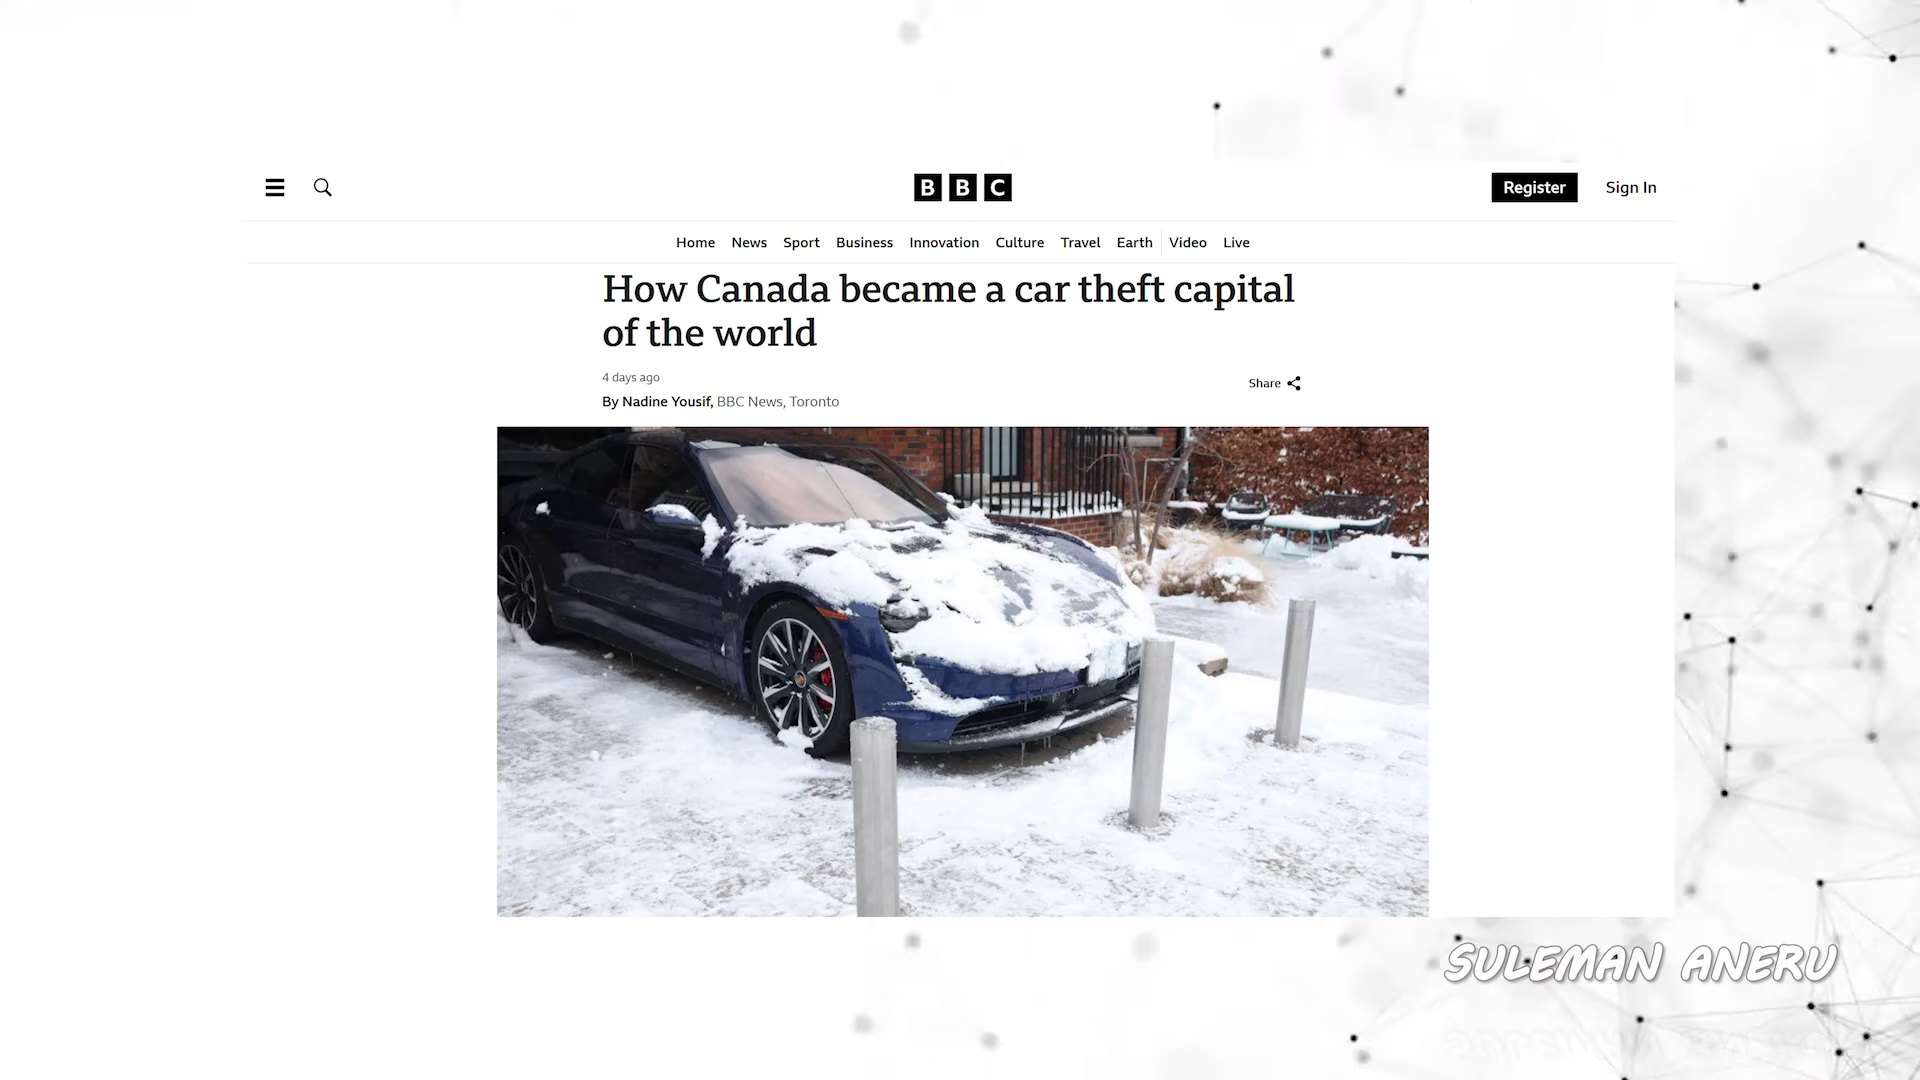 BBC
Register
Sign In
Home News Sport Business Innovation Culture Travel Earth Video Live
How Canada became a car theft capital
of the world
4 days ago
Share
By Nadine Yousif, BBC News, Toronto
SULEMAN ANERU